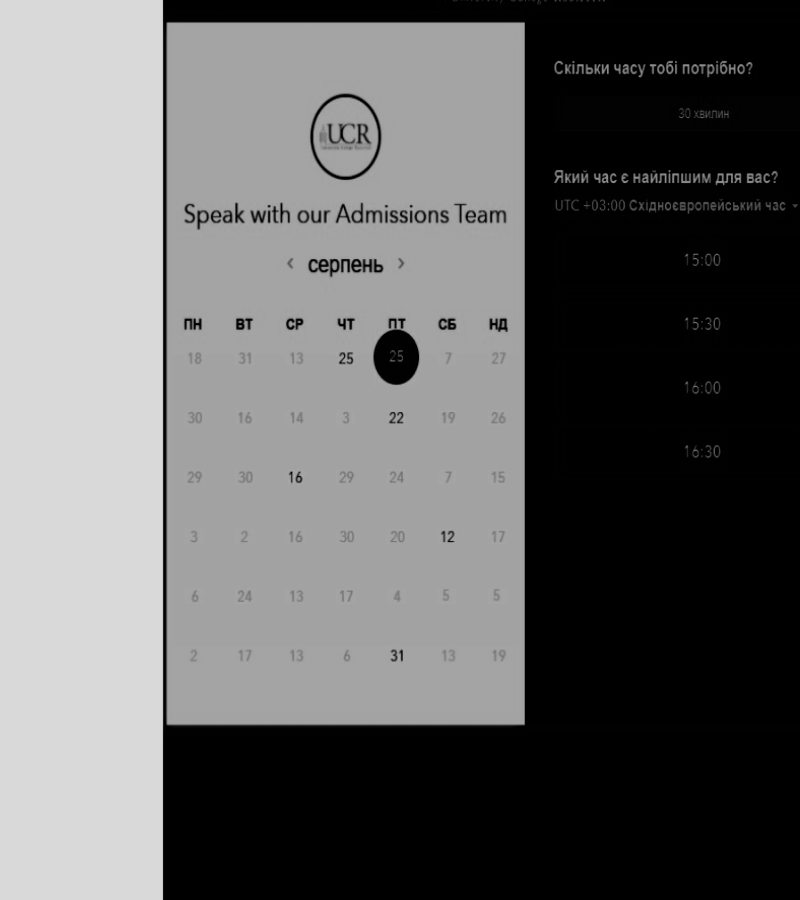 UCR
Speak with our Admissions Team
серпень
ПН ВТ СР ЧТ ПТ СБ НД
18 31 13 25 25 7 27
30 16 14 3 22 19 26
29 30 16 29 24 7 15
3 2 16 30 20 12 17
6 24 13 17 4 5 5
2 17 13 6 31 13 19
Скільки часу тобі потрібно?
30 хвилин
Який час є найліпшим для вас?
UTC +03:00 Східноєвропейський час
15:00
15:30
16:00
16:30